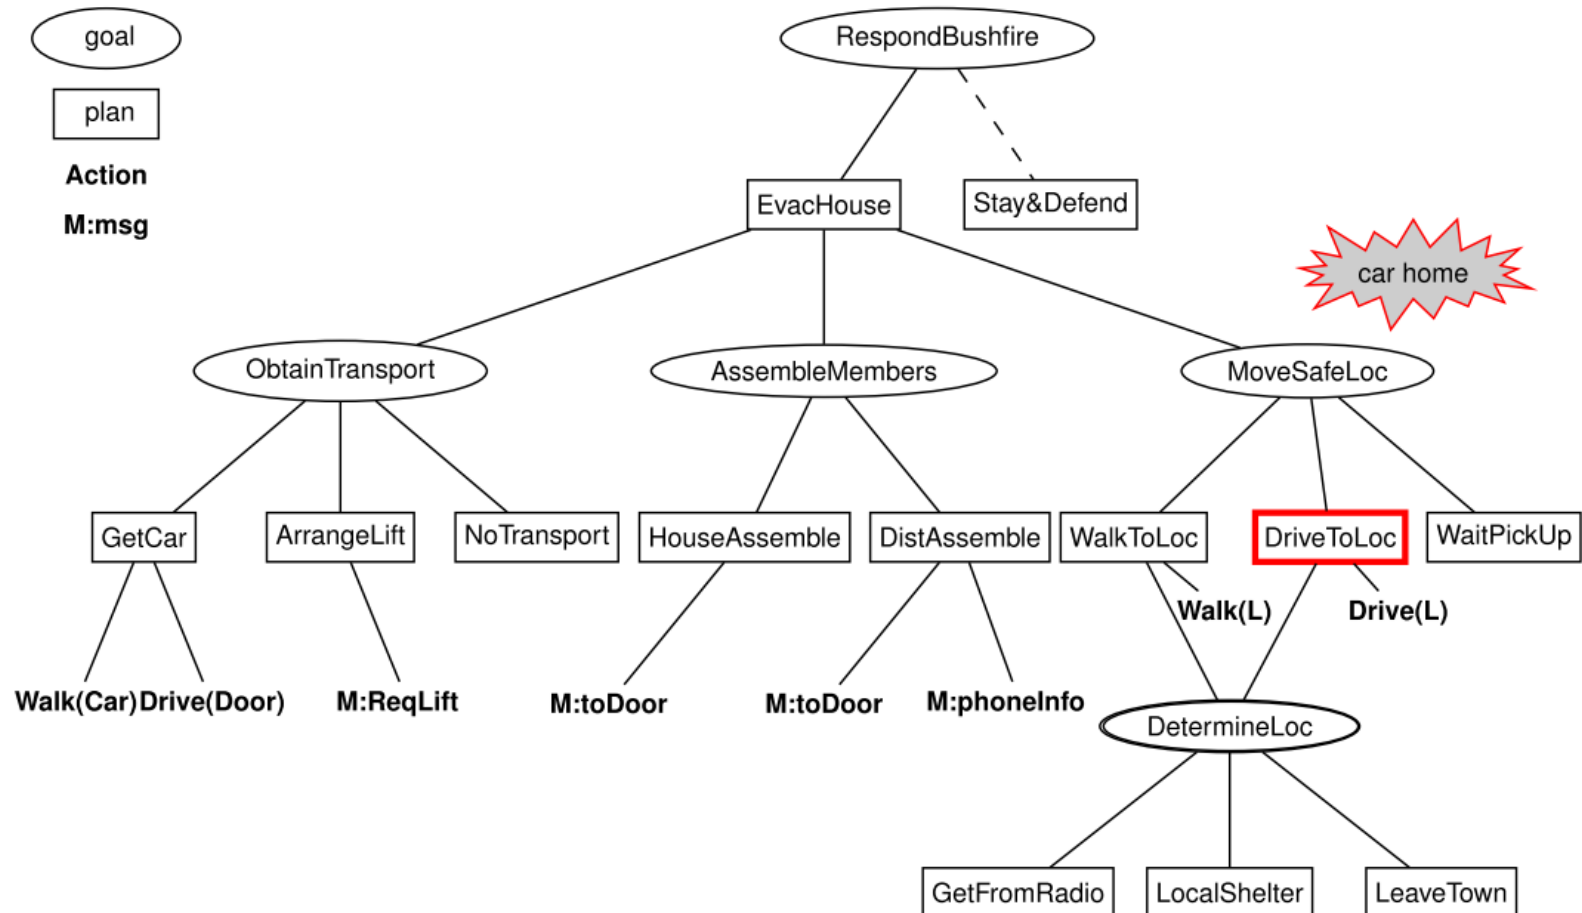 goal
RespondBushfire
plan
Action
M:msg
EvacHouse
Stay&Defend
car home
ObtainTransport
AssembleMembers
MoveSafeLoc
GetCar
ArrangeLift
NoTransport
HouseAssemble
DistAssemble
WalkToLoc
DriveToLoc
WaitPickUp
Walk(L)
Drive(L)
Walk(Car)
Drive(Door)
M:ReqLift
M:toDoor
M:toDoor
M:phoneInfo
DetermineLoc
GetFromRadio
LocalShelter
LeaveTown